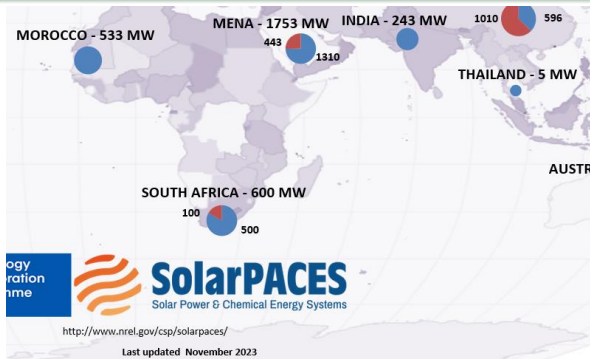 MOROCCO - 533 MW
MENA - 1753 MW
443
1310
INDIA - 243 MW
1010
596
THAILAND - 5 MW
AUSTR
SOUTH AFRICA - 600 MW
100
500
ogy
ration
mme
SolarPACES
Solar Power & Chemical Energy Systems
http://www.nrel.gov/csp/solarpaces/
Last updated November 2023